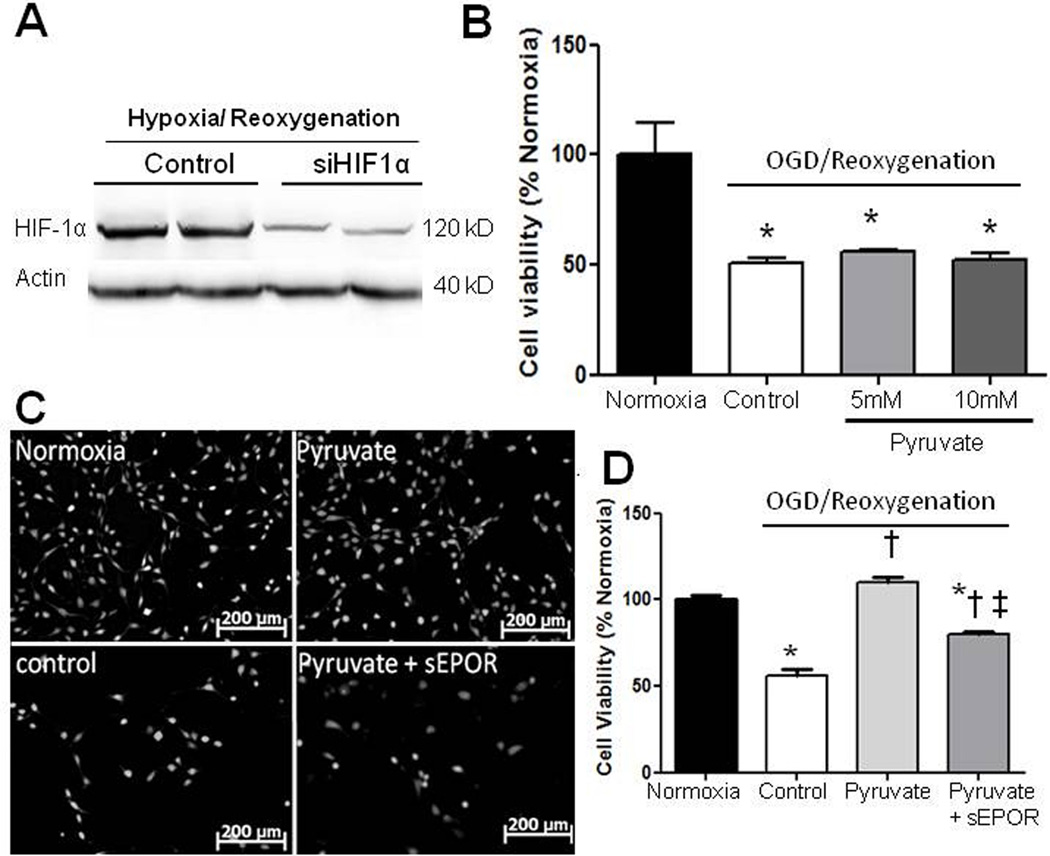 A
Hypoxia/ Reoxygenation
Control siHIF1α
HIF-1α 120 kD
Actin 40 kD
B
Cell viability (% Normoxia)
150
100
50
0
OGD/Reoxygenation
* * *
Normoxia Control 5mM 10mM
Pyruvate
C
Normoxia
200 µm
Pyruvate
200 µm
control
200 µm
Pyruvate + sEPOR
200 µm
D
Cell Viability (% Normoxia)
150
100
50
0
OGD/Reoxygenation
* † *† ‡
Normoxia Control Pyruvate Pyruvate
+ sEPOR